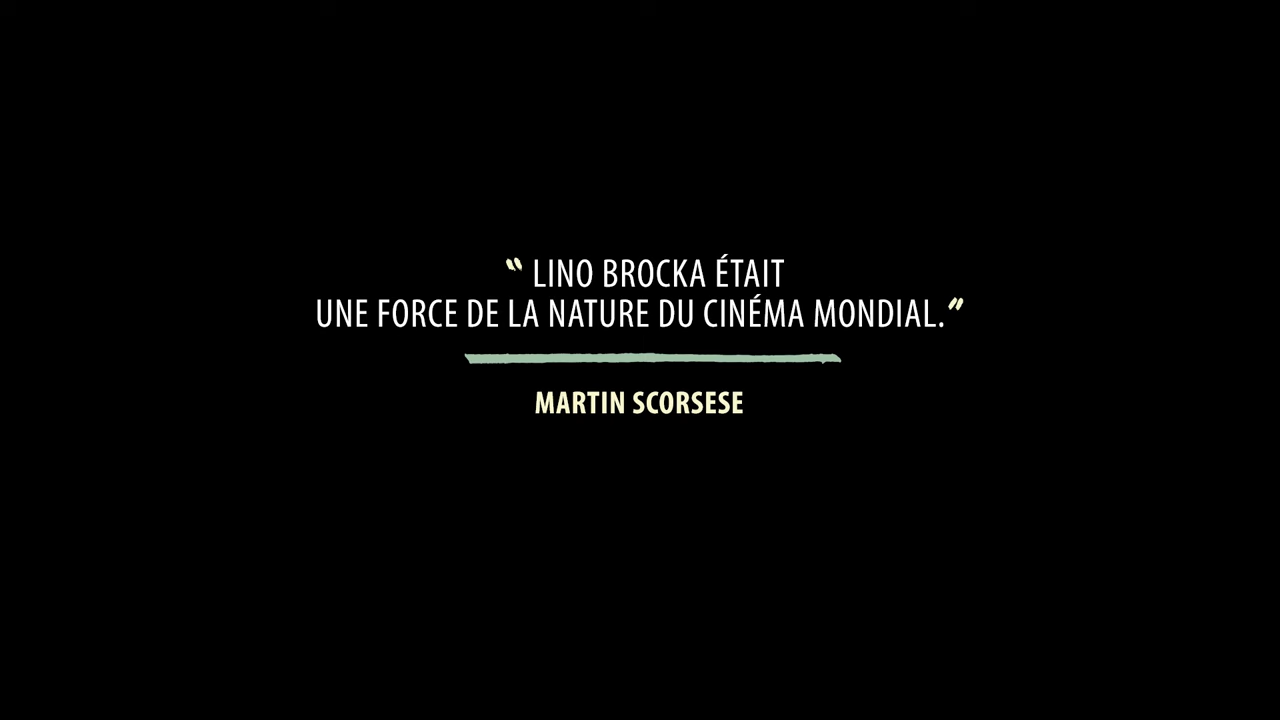 “ LINO BROCKA ÉTAIT
UNE FORCE DE LA NATURE DU CINÉMA MONDIAL.”
MARTIN SCORSESE